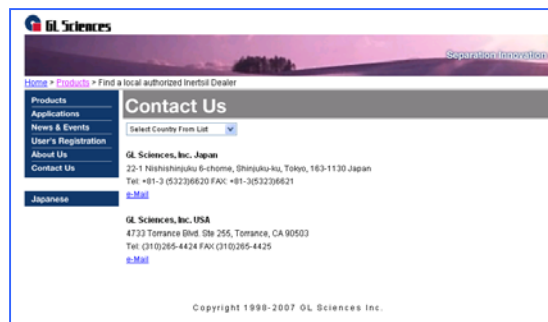 GL Sciences
Separation Innovation
Home > Products > Find a local authorized Inertsil Dealer
Products
Applications
News & Events
User's Registration
About Us
Contact Us
Japanese
Contact Us
Select County From List
GL Sciences, Inc. Japan
22-1 Nishishinjuku 6-chome, Shinjuku-ku, Tokyo, 163-1130 Japan
Tel: +81-3 (5323)6620 FAX: +81-3(5323)6621
e-Mail
GL Sciences, Inc. USA
4733 Torrance Blvd. Ste 255, Torrance, CA 90503
Tel: (310)265-4424 FAX (310)265-4425
e-Mail
Copyright 1998-2007 GL Sciences Inc.